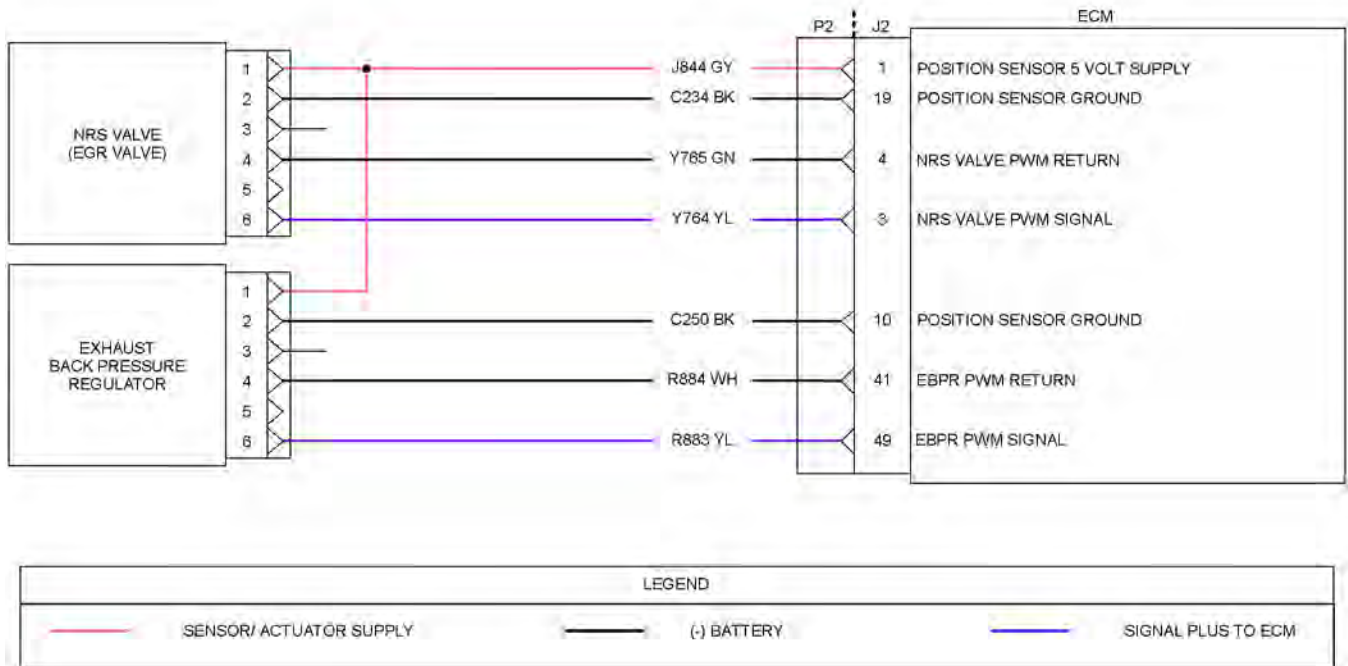 ECM
P2 J2
NRS VALVE
(EGR VALVE)
1
2
3
4
5
6
J844 GY
C234 BK
Y765 GN
Y764 YL
1 POSITION SENSOR 5 VOLT SUPPLY
19 POSITION SENSOR GROUND
4 NRS VALVE PWM RETURN
3 NRS VALVE PWM SIGNAL
EXHAUST
BACK PRESSURE
REGULATOR
1
2
3
4
5
6
C250 BK
R884 WH
R883 YL
10 POSITION SENSOR GROUND
41 EBPR PWM RETURN
49 EBPR PWM SIGNAL
LEGEND
SENSOR/ ACTUATOR SUPPLY
(-) BATTERY
SIGNAL PLUS TO ECM